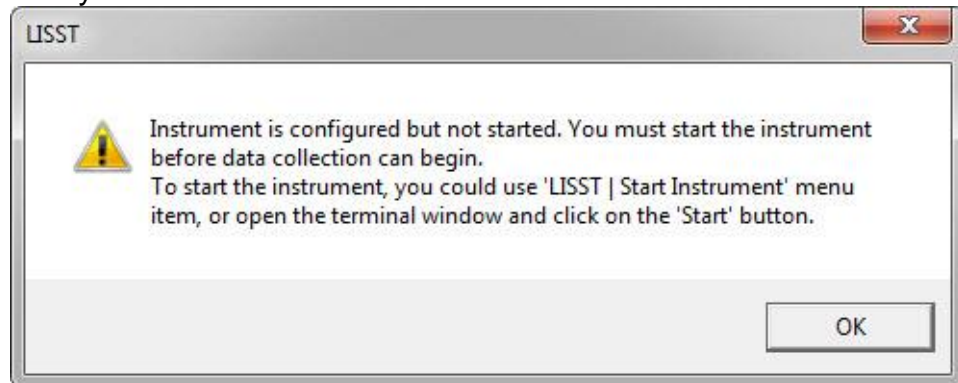 LISST
Instrument is configured but not started. You must start the instrument
before data collection can begin.
To start the instrument, you could use 'LISST | Start Instrument' menu
item, or open the terminal window and click on the 'Start' button.
OK